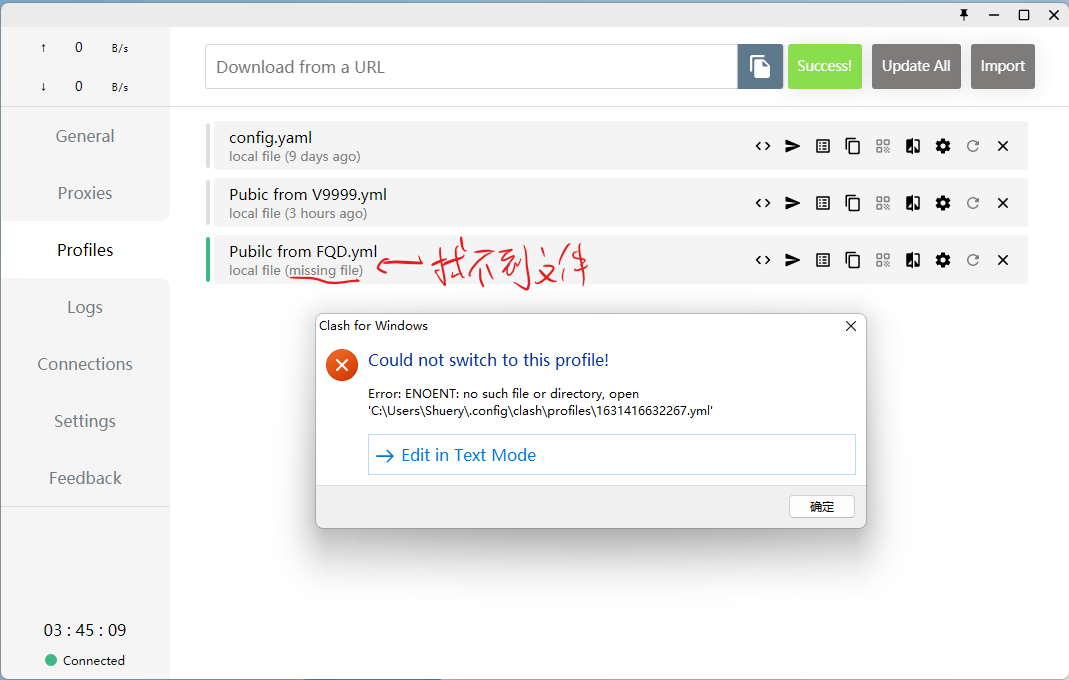 ↑ 0 B/s
↓ 0 B/s
General
Proxies
Profiles
Logs
Connections
Settings
Feedback
03 : 45 : 09
Connected
Download from a URL
Success!
Update All
Import
config.yaml
local file (9 days ago)
Pubic from V9999.yml
local file (3 hours ago)
Pubilc from FQD.yml
local file (missing file)
找不到文件
Clash for Windows
Could not switch to this profile!
Error: ENOENT: no such file or directory, open
'C:\Users\Shuery\.config\clash\profiles\1631416632267.yml'
→ Edit in Text Mode
确定